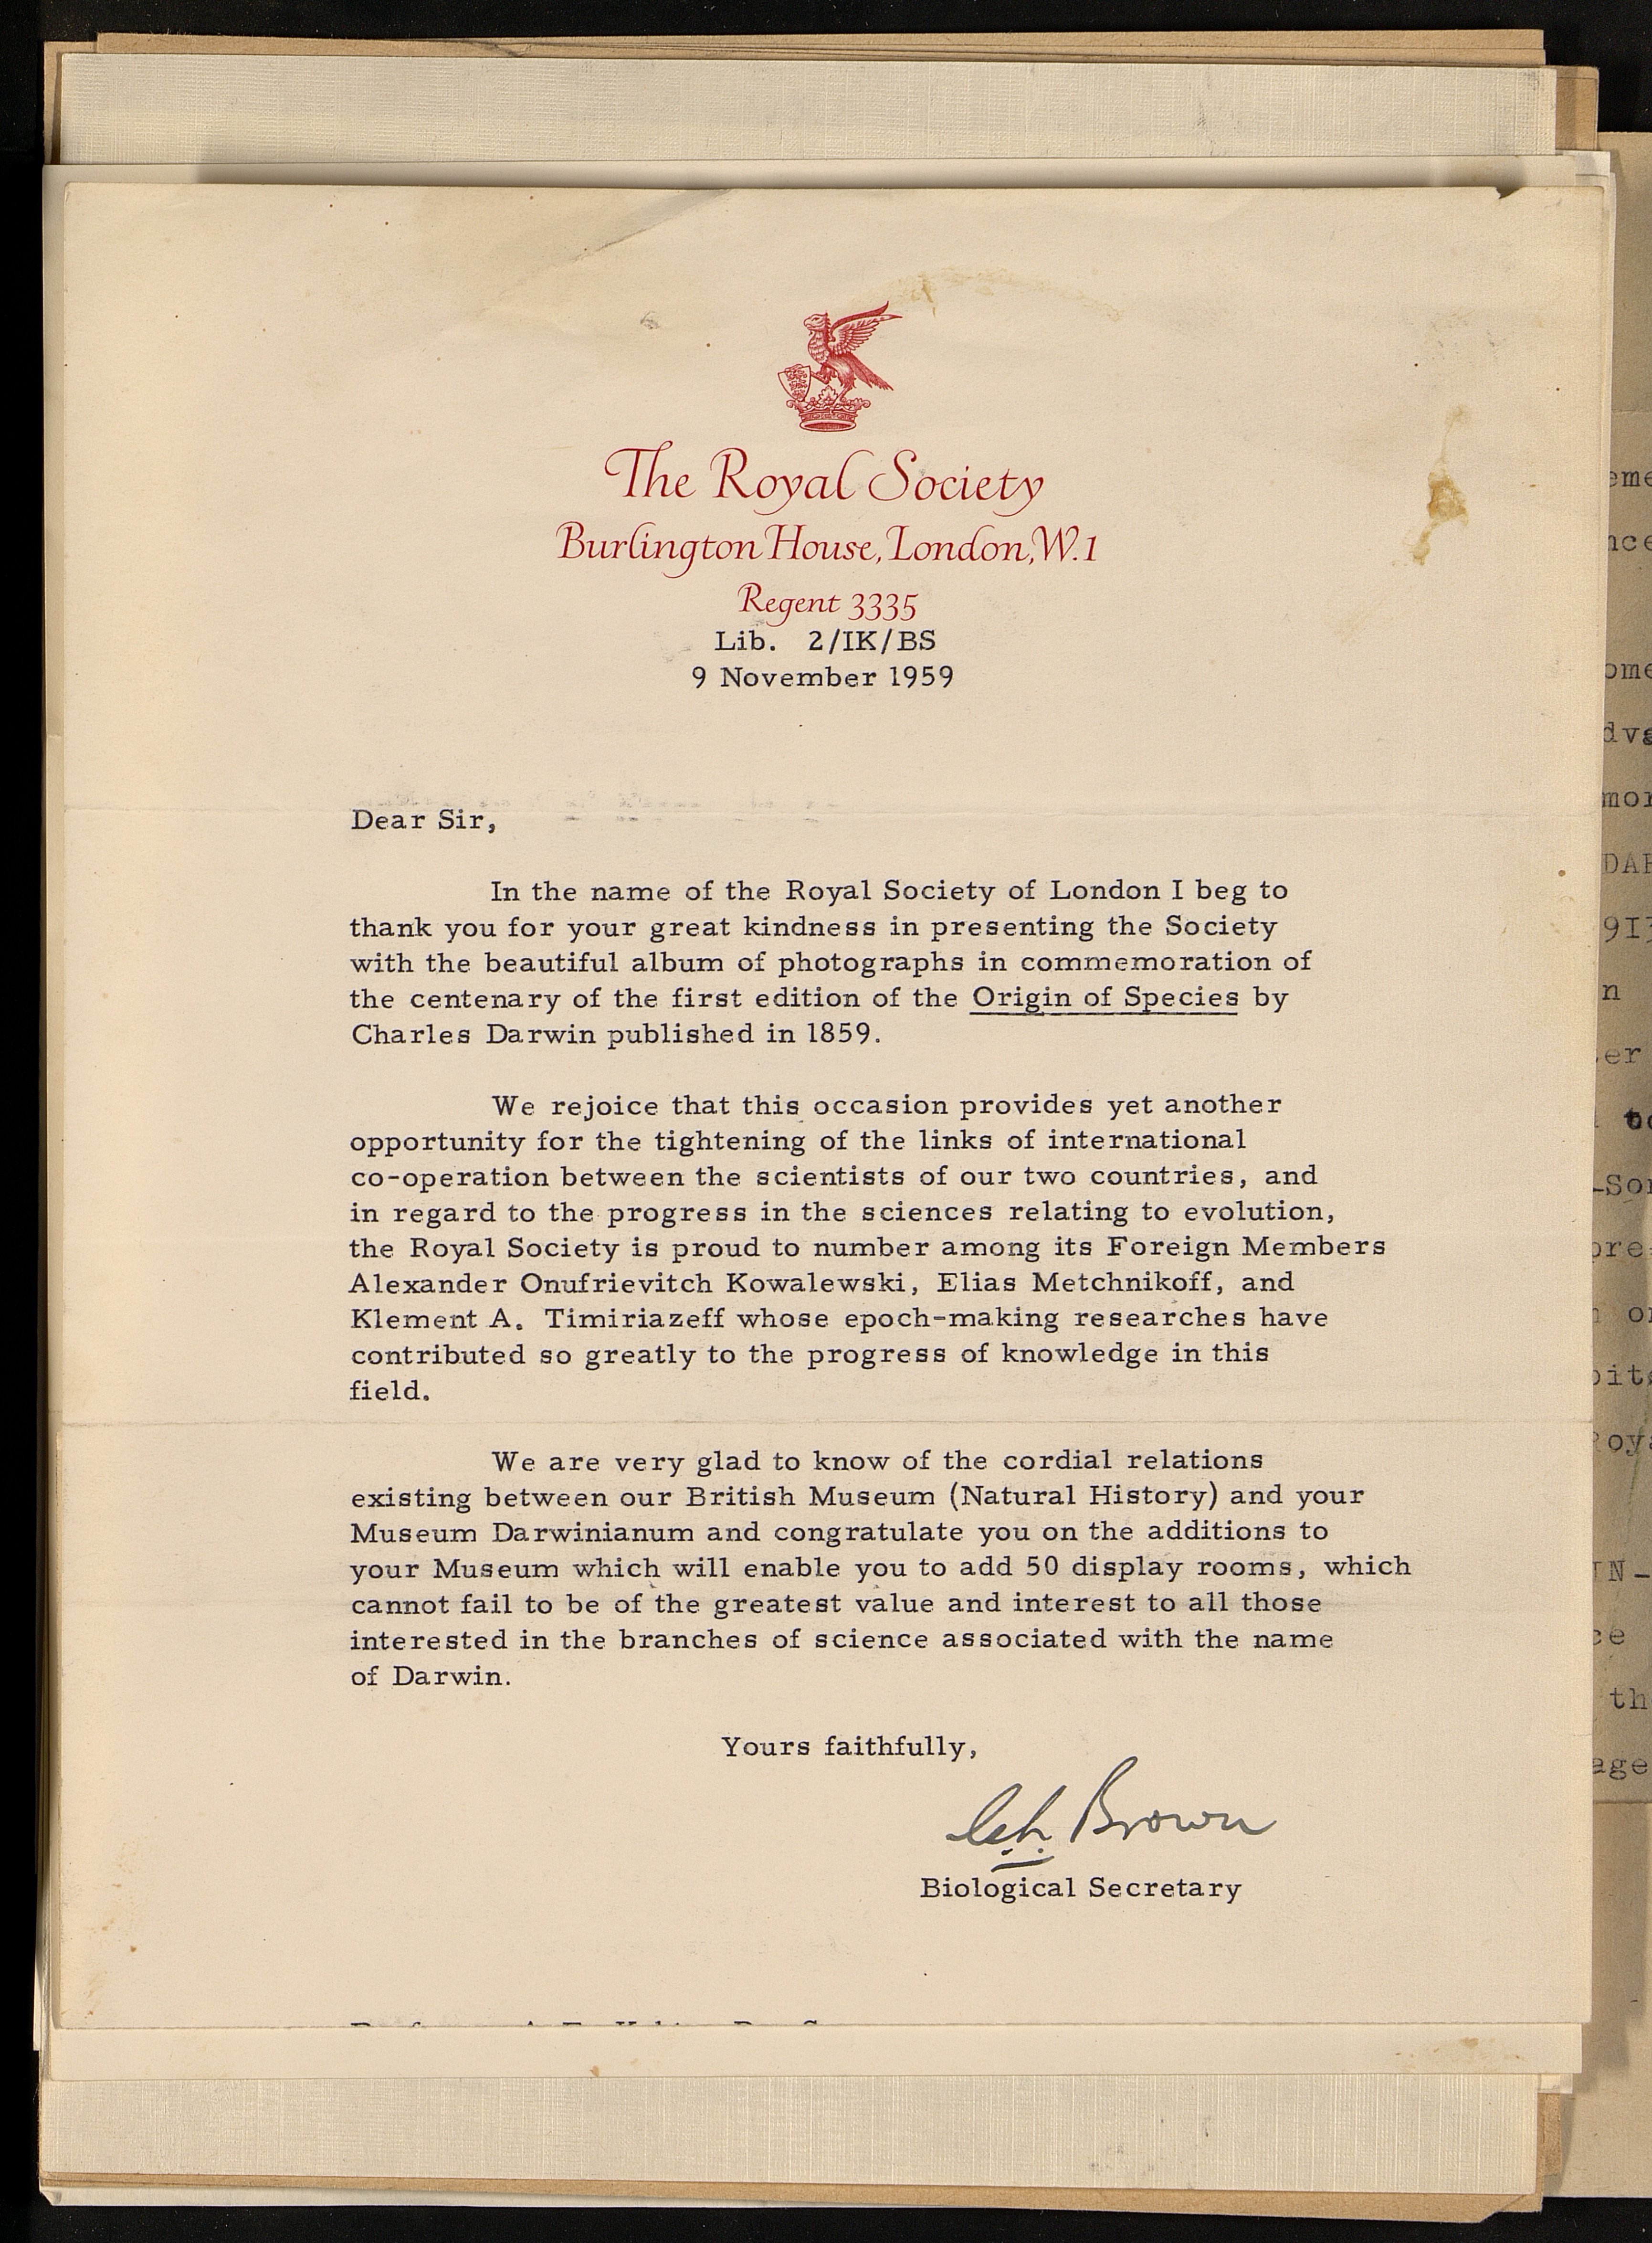 The Royal Society
Burlington House, London, W.1
Regent 3335
Lib. 2/IK/BS
9 November 1959
Dear Sir,
In the name of the Royal Society of London I beg to
thank you for your great kindness in presenting the Society
with the beautiful album of photographs in commemoration of
the centenary of the first edition of the Origin of Species by
Charles Darwin published in 1859.
We rejoice that this occasion provides yet another
opportunity for the tightening of the links of international
co-operation between the scientists of our two countries, and
in regard to the progress in the sciences relating to evolution,
the Royal Society is proud to number among its Foreign Members
Alexander Onufrievitch Kowalewski, Elias Metchnikoff, and
Klement A. Timiriazeff whose epoch-making researches have
contributed so greatly to the progress of knowledge in this
field.
We are very glad to know of the cordial relations
existing between our British Museum (Natural History) and your
Museum Darwinianum and congratulate you on the additions to
your Museum which will enable you to add 50 display rooms, which
cannot fail to be of the greatest value and interest to all those
interested in the branches of science associated with the name
of Darwin.
Yours faithfully,
Brown
Biological Secretary